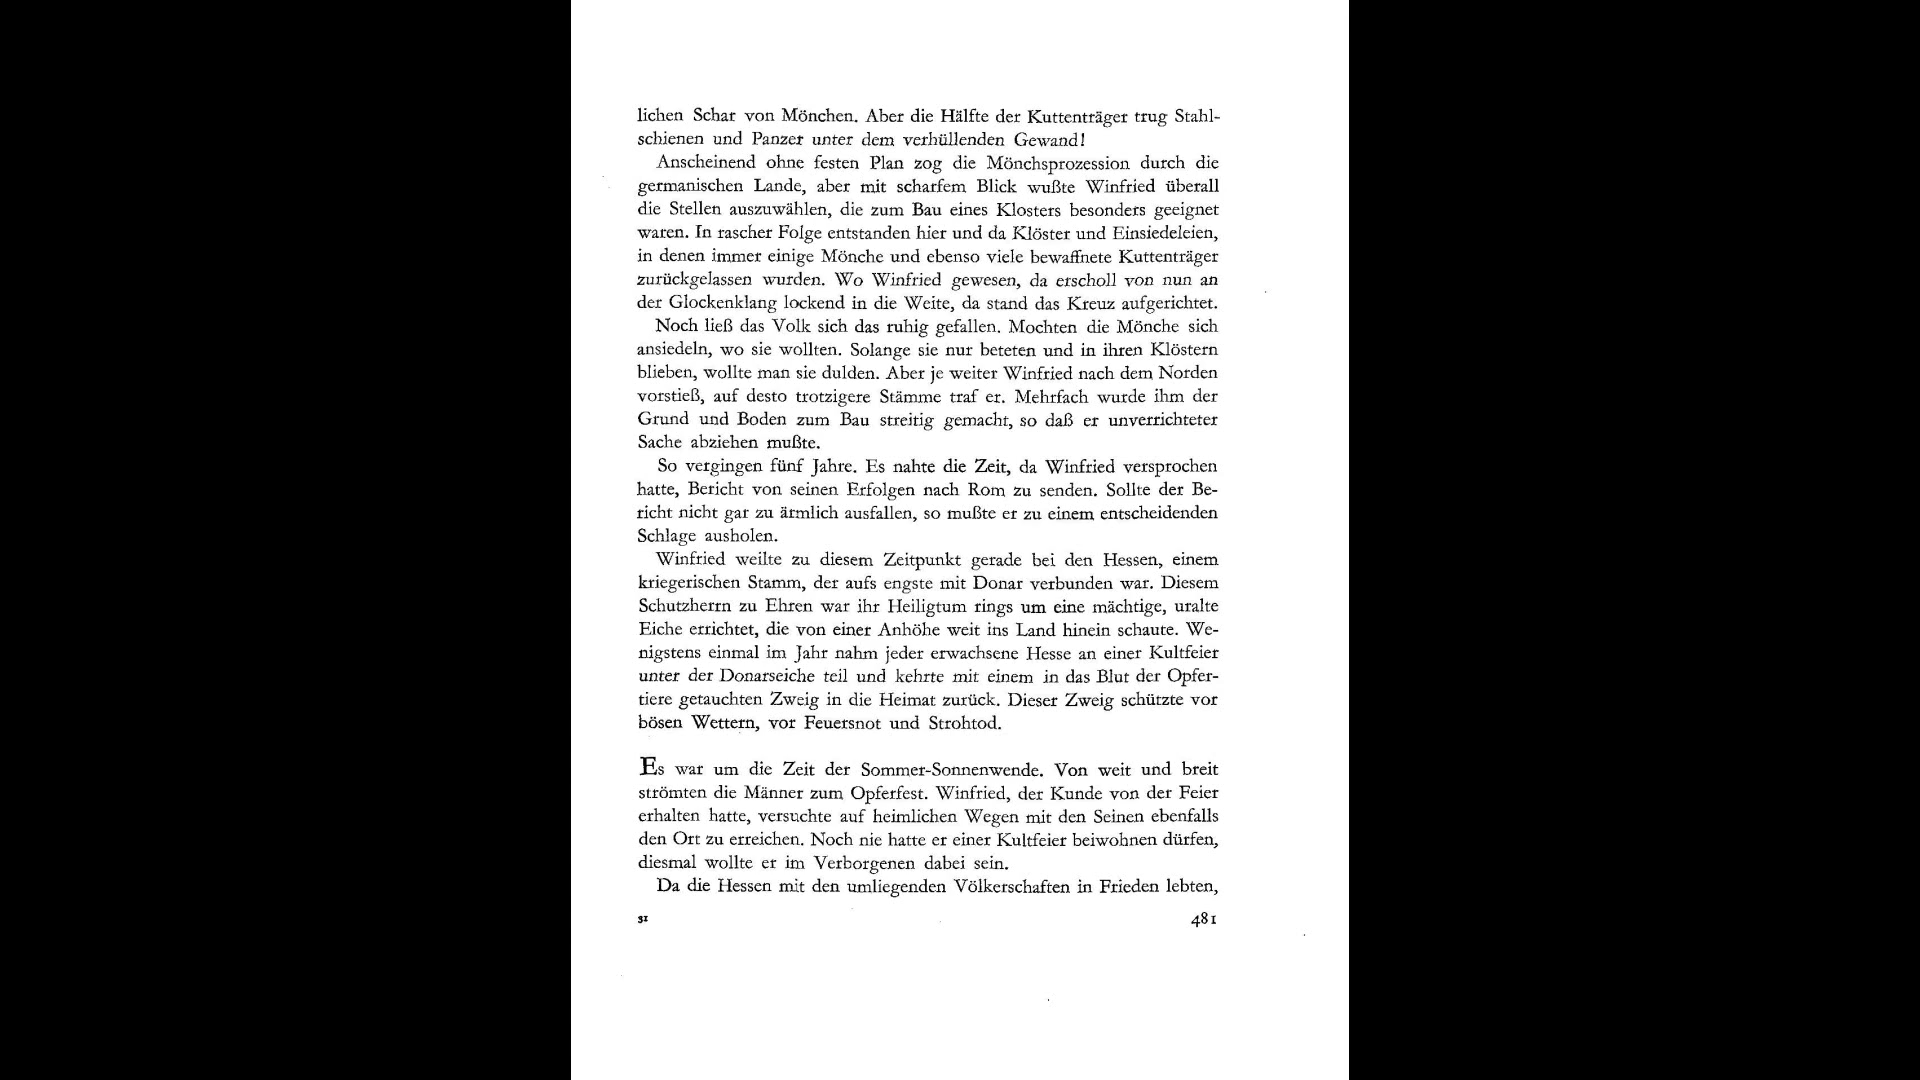 lichen Schar von Mönchen. Aber die Hälfte der Kuttenträger trug Stahl-
schienen und Panzer unter dem verhüllenden Gewand!
Anscheinend ohne festen Plan zog die Mönchsprozession durch die
germanischen Lande, aber mit scharfem Blick wußte Winfried überall
die Stellen auszuwählen, die zum Bau eines Klosters besonders geeignet
waren. In rascher Folge entstanden hier und da Klöster und Einsiedeleien,
in denen immer einige Mönche und ebenso viele bewaffnete Kuttenträger
zurückgelassen wurden. Wo Winfried gewesen, da erscholl von nun an
der Glockenklang lockend in die Weite, da stand das Kreuz aufgerichtet.
Noch ließ das Volk sich das ruhig gefallen. Mochten die Mönche sich
ansiedeln, wo sie wollten. Solange sie nur beteten und in ihren Klöstern
blieben, wollte man sie dulden. Aber je weiter Winfried nach dem Norden
vorstieß, auf desto trotzigere Stämme traf er. Mehrfach wurde ihm der
Grund und Boden zum Bau streitig gemacht, so daß er unverrichteter
Sache abziehen mußte.
So vergingen fünf Jahre. Es nahte die Zeit, da Winfried versprochen
hatte, Bericht von seinen Erfolgen nach Rom zu senden. Sollte der Be-
richt nicht gar zu ärmlich ausfallen, so mußte er zu einem entscheidenden
Schlage ausholen.
Winfried weilte zu diesem Zeitpunkt gerade bei den Hessen, einem
kriegerischen Stamm, der aufs engste mit Donar verbunden war. Diesem
Schutzherrn zu Ehren war ihr Heiligtum rings um eine mächtige, uralte
Eiche errichtet, die von einer Anhöhe weit ins Land hinein schaute. We-
nigstens einmal im Jahr nahm jeder erwachsene Hesse an einer Kultfeier
unter der Donarseiche teil und kehrte mit einem in das Blut der Opfer-
tiere getauchten Zweig in die Heimat zurück. Dieser Zweig schützte vor
bösen Wettern, vor Feuersnot und Strohtod.
Es war um die Zeit der Sommer-Sonnenwende. Von weit und breit
strömten die Männer zum Opferfest. Winfried, der Kunde von der Feier
erhalten hatte, versuchte auf heimlichen Wegen mit den Seinen ebenfalls
den Ort zu erreichen. Noch nie hatte er einer Kultfeier beiwohnen dürfen,
diesmal wollte er im Verborgenen dabei sein.
Da die Hessen mit den umliegenden Völkerschaften in Frieden lebten,
31 481